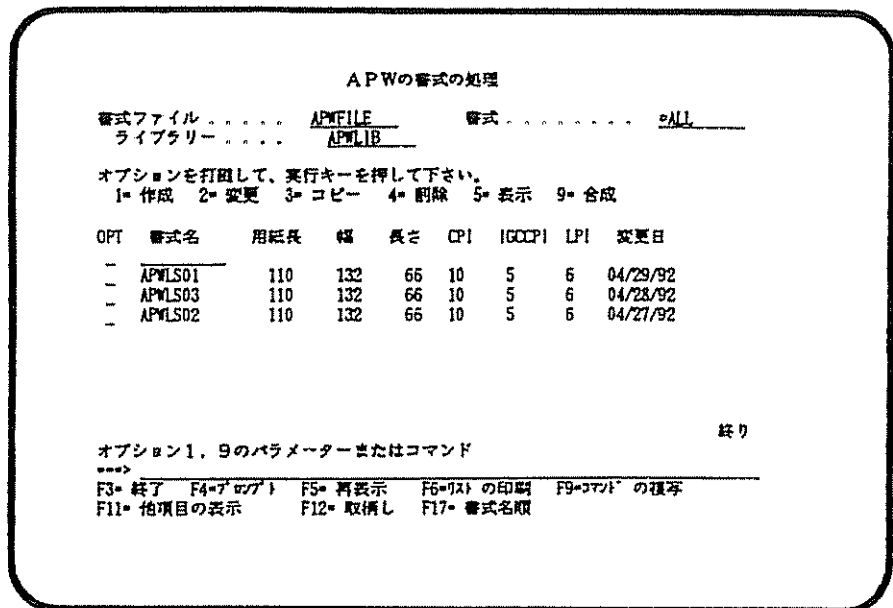 APWの書式の処理
書式ファイル . . . . . APWFILE 書式 . . . . . . . . *ALL
ライブラリー . . . . APWLIB
オプションを打鍵して、実行キーを押して下さい。
1= 作成 2= 変更 3= コピー 4= 削除 5= 表示 9= 合成
OPT 書式名 用紙長 幅 長さ CPI IGCCPI LPI 変更日
_ APWLS01 110 132 66 10 5 6 04/29/92
_ APWLS03 110 132 66 10 5 6 04/28/92
_ APWLS02 110 132 66 10 5 6 04/27/92
終り
オプション1, 9のパラメーターまたはコマンド
===>
F3= 終了 F4=プロンプト F5= 再表示 F6=リスト の印刷 F9=コマンド の複写
F11= 他項目の表示 F12= 取消し F17= 書式名順